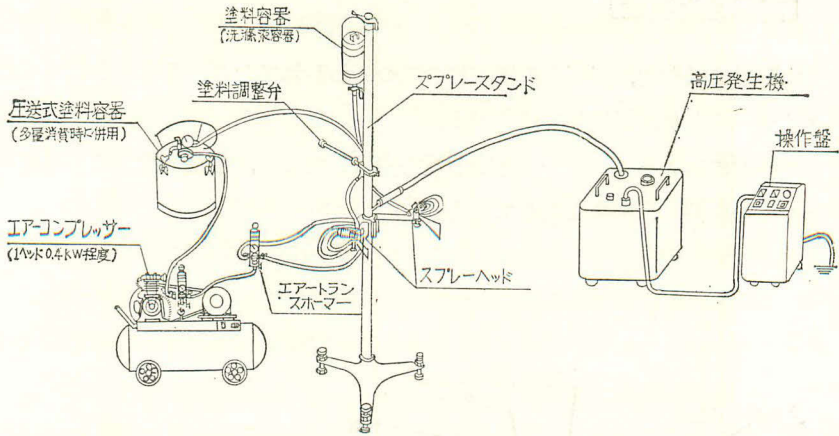 塗料容器
(洗滌液容器)
スプレースタンド
高圧発生機
塗料調整弁
圧送式塗料容器
(多量消費時に併用)
操作盤
エアーコンプレッサー
(1ヘッド0.4kW程度)
エアートラン
スホーマー
スプレーヘッド